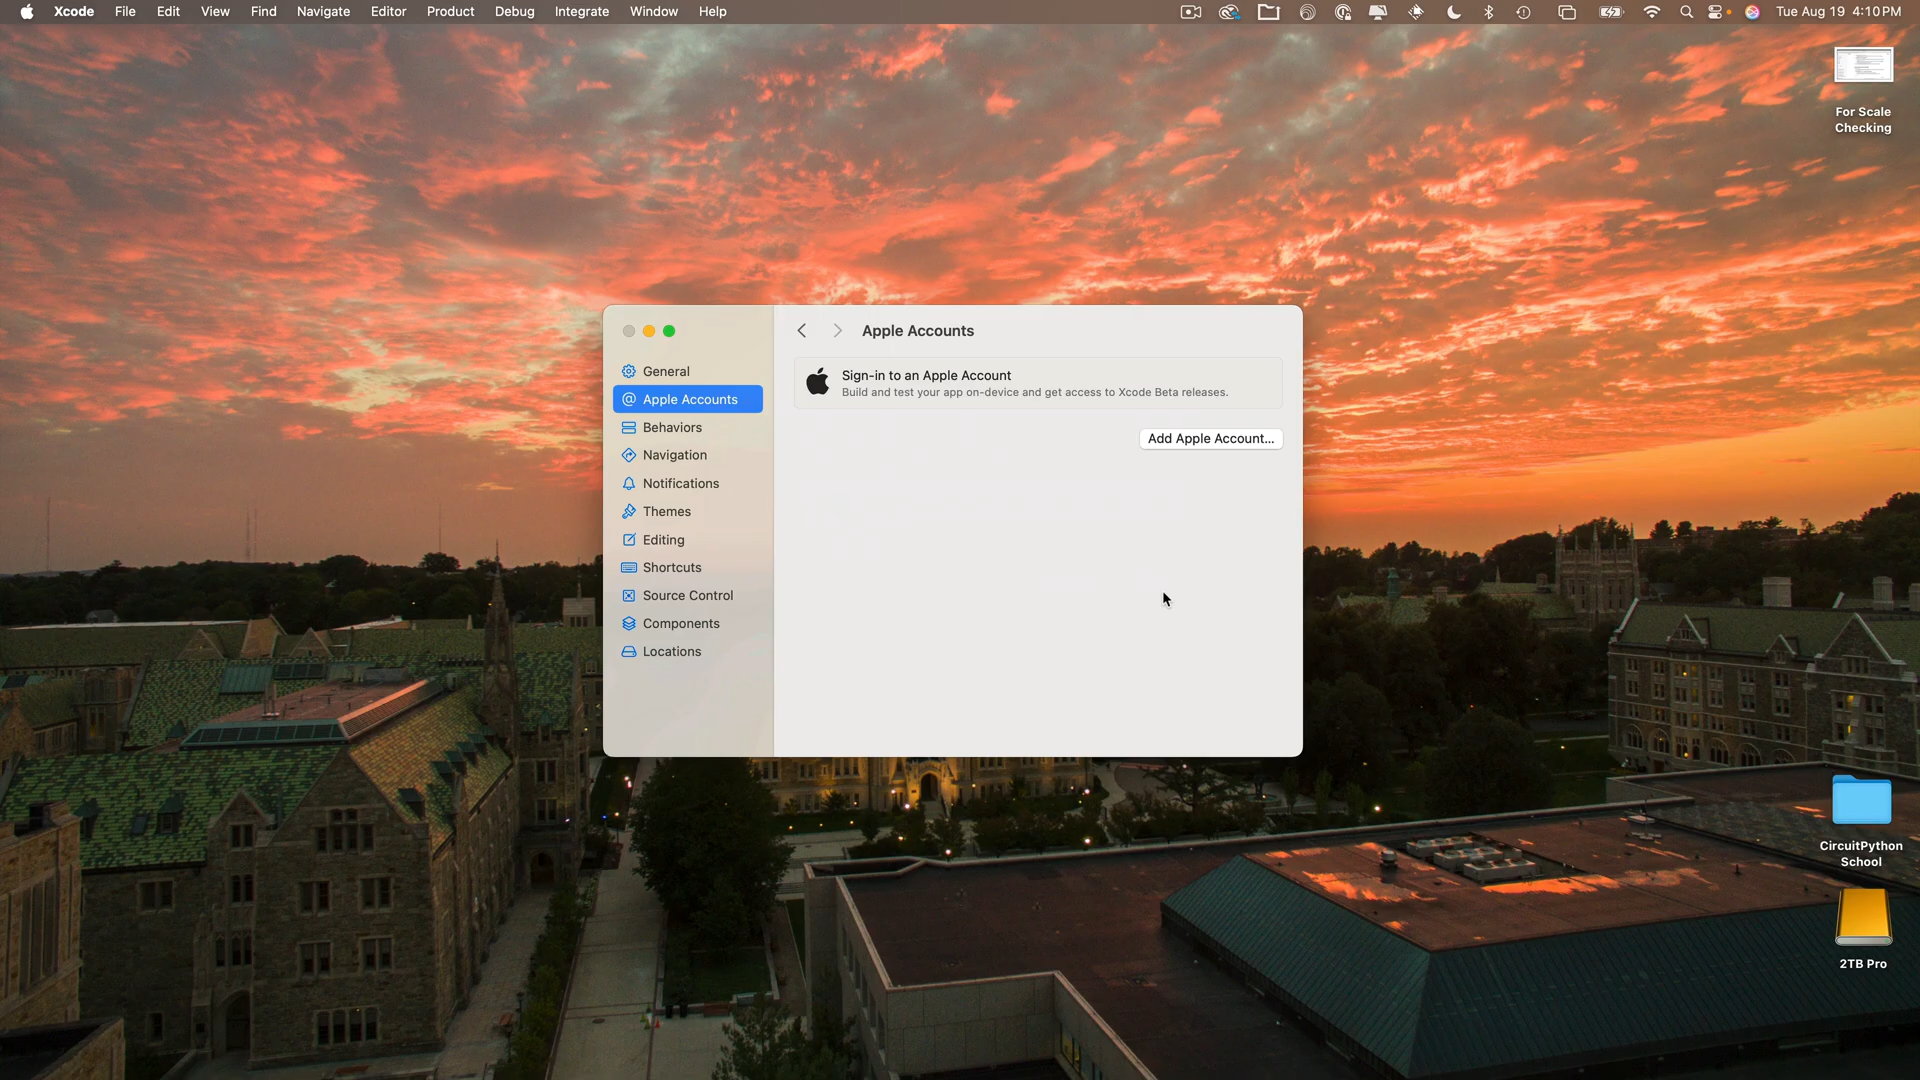 Xcode File Edit View Find Navigate Editor Product Debug Integrate Window Help Tue Aug 19 4:10 PM
For Scale
Checking
Apple Accounts
General
Apple Accounts
Behaviors
Navigation
Notifications
Themes
Editing
Shortcuts
Source Control
Components
Locations
Sign-in to an Apple Account
Build and test your app on-device and get access to Xcode Beta releases.
Add Apple Account...
CircuitPython
School
2TB Pro